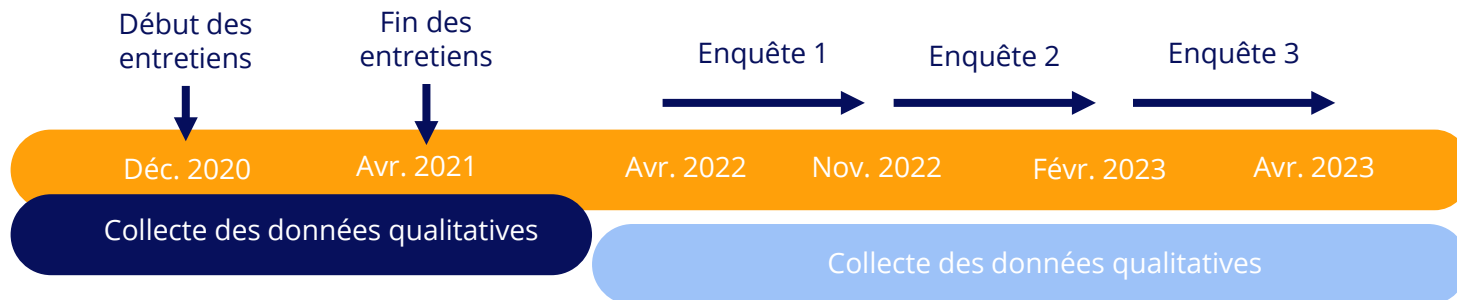 Début des
entretiens
Fin des
entretiens
Enquête 1
Enquête 2
Enquête 3
Déc. 2020
Avr. 2021
Avr. 2022
Nov. 2022
Févr. 2023
Avr. 2023
Collecte des données qualitatives
Collecte des données qualitatives